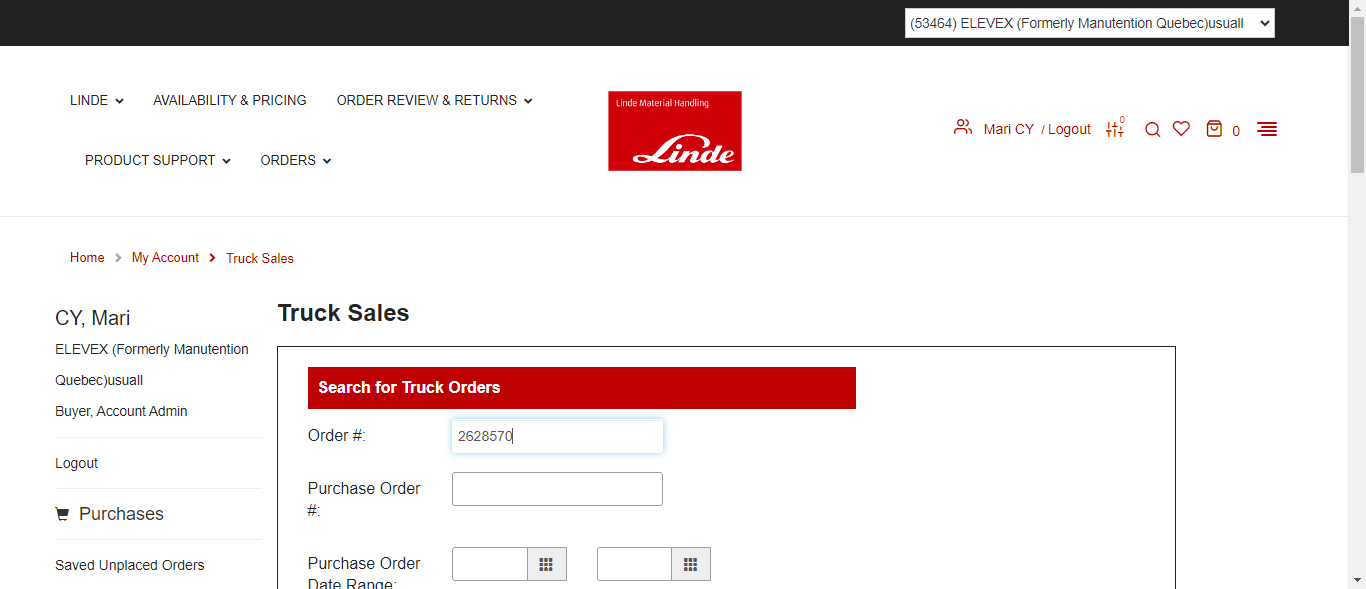 (53464) ELEVEX (Formerly Manutention Quebec)usuall
LINDE
AVAILABILITY & PRICING
ORDER REVIEW & RETURNS
PRODUCT SUPPORT
ORDERS
Linde Material Handling
Linde
Mari CY / Logout
0
0
Home
My Account
Truck Sales
CY, Mari
ELEVEX (Formerly Manutention
Quebec)usuall
Buyer, Account Admin
Logout
Purchases
Saved Unplaced Orders
Truck Sales
Search for Truck Orders
Order #:
2628570
Purchase Order
#:
Purchase Order
Date Range: